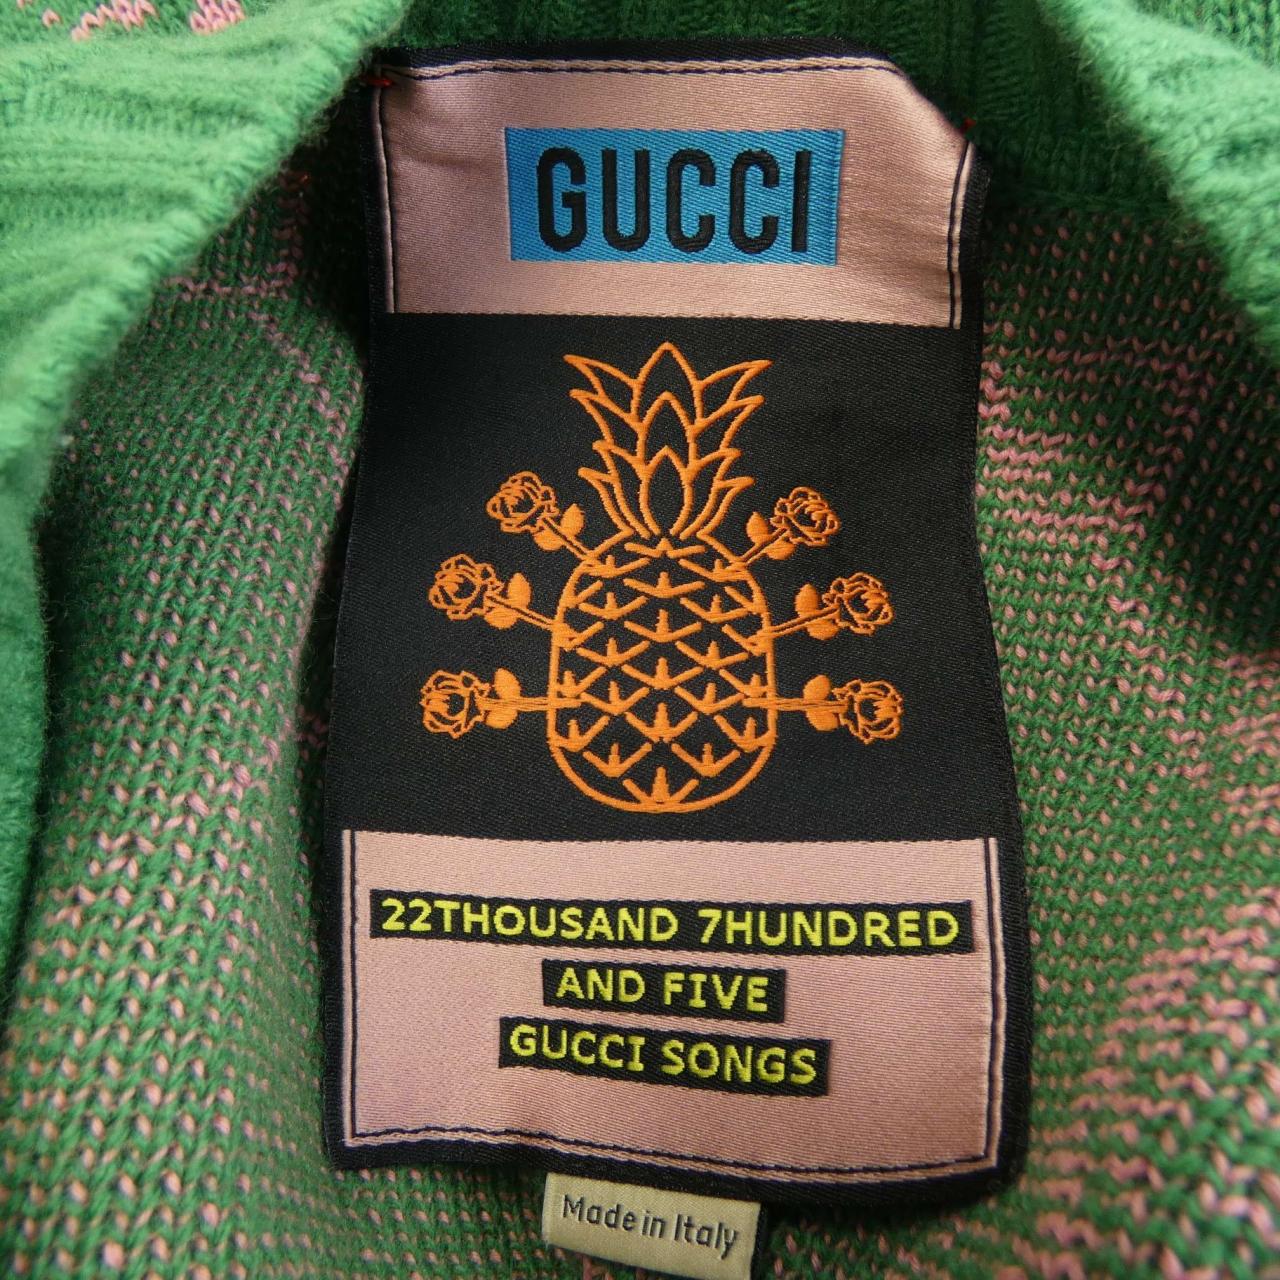 GUCCI
22THOUSAND 7HUNDRED
AND FIVE
GUCCI SONGS
Made in Italy